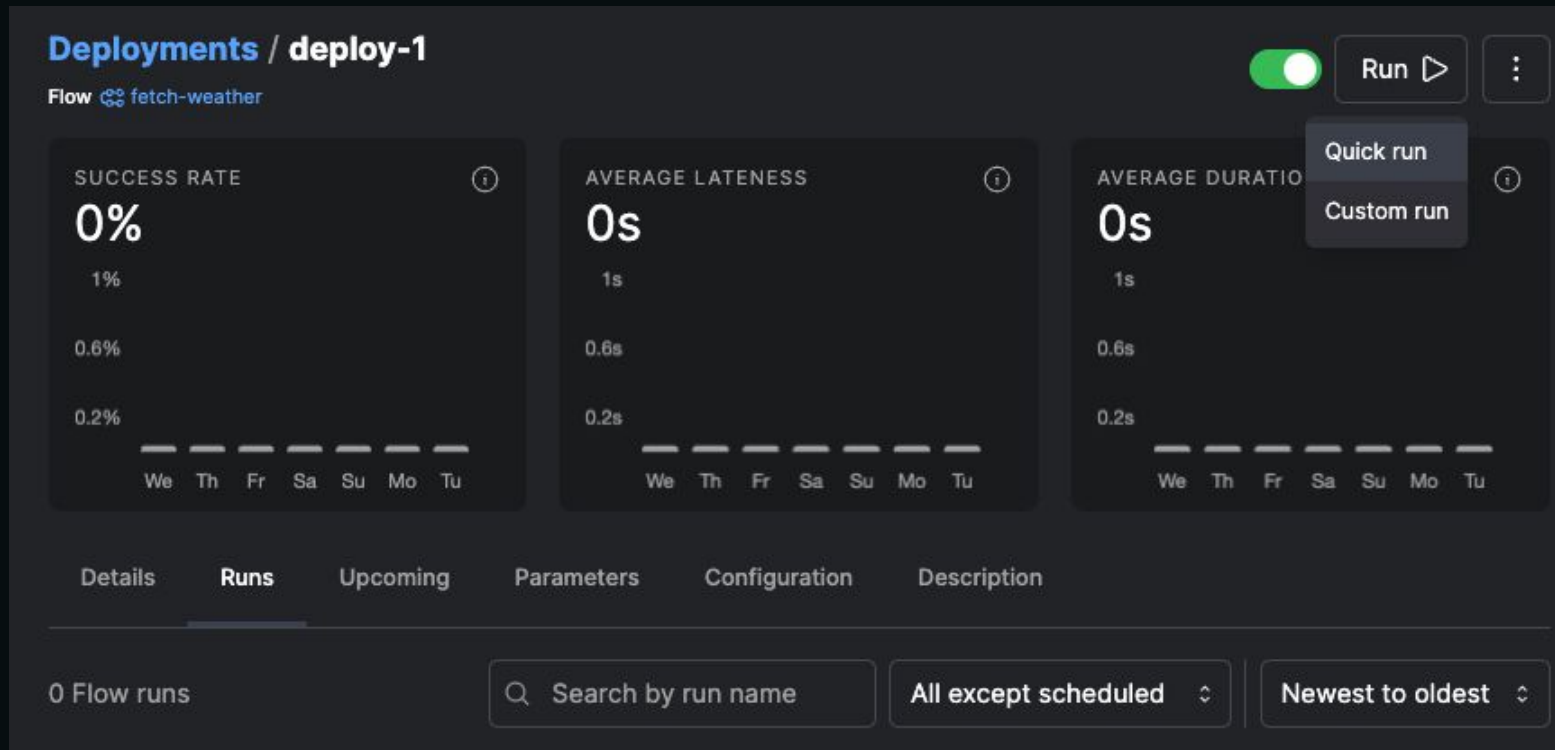 Deployments / deploy-1
Run
Flow fetch-weather
Quick run
Custom run
SUCCESS RATE
0%
1%
0.6%
0.2%
We Th Fr Sa Su Mo Tu
AVERAGE LATENESS
0s
1s
0.6s
0.2s
We Th Fr Sa Su Mo Tu
AVERAGE DURATIO
0s
1s
0.6s
0.2s
We Th Fr Sa Su Mo Tu
Details Runs Upcoming Parameters Configuration Description
0 Flow runs
Search by run name
All except scheduled
Newest to oldest